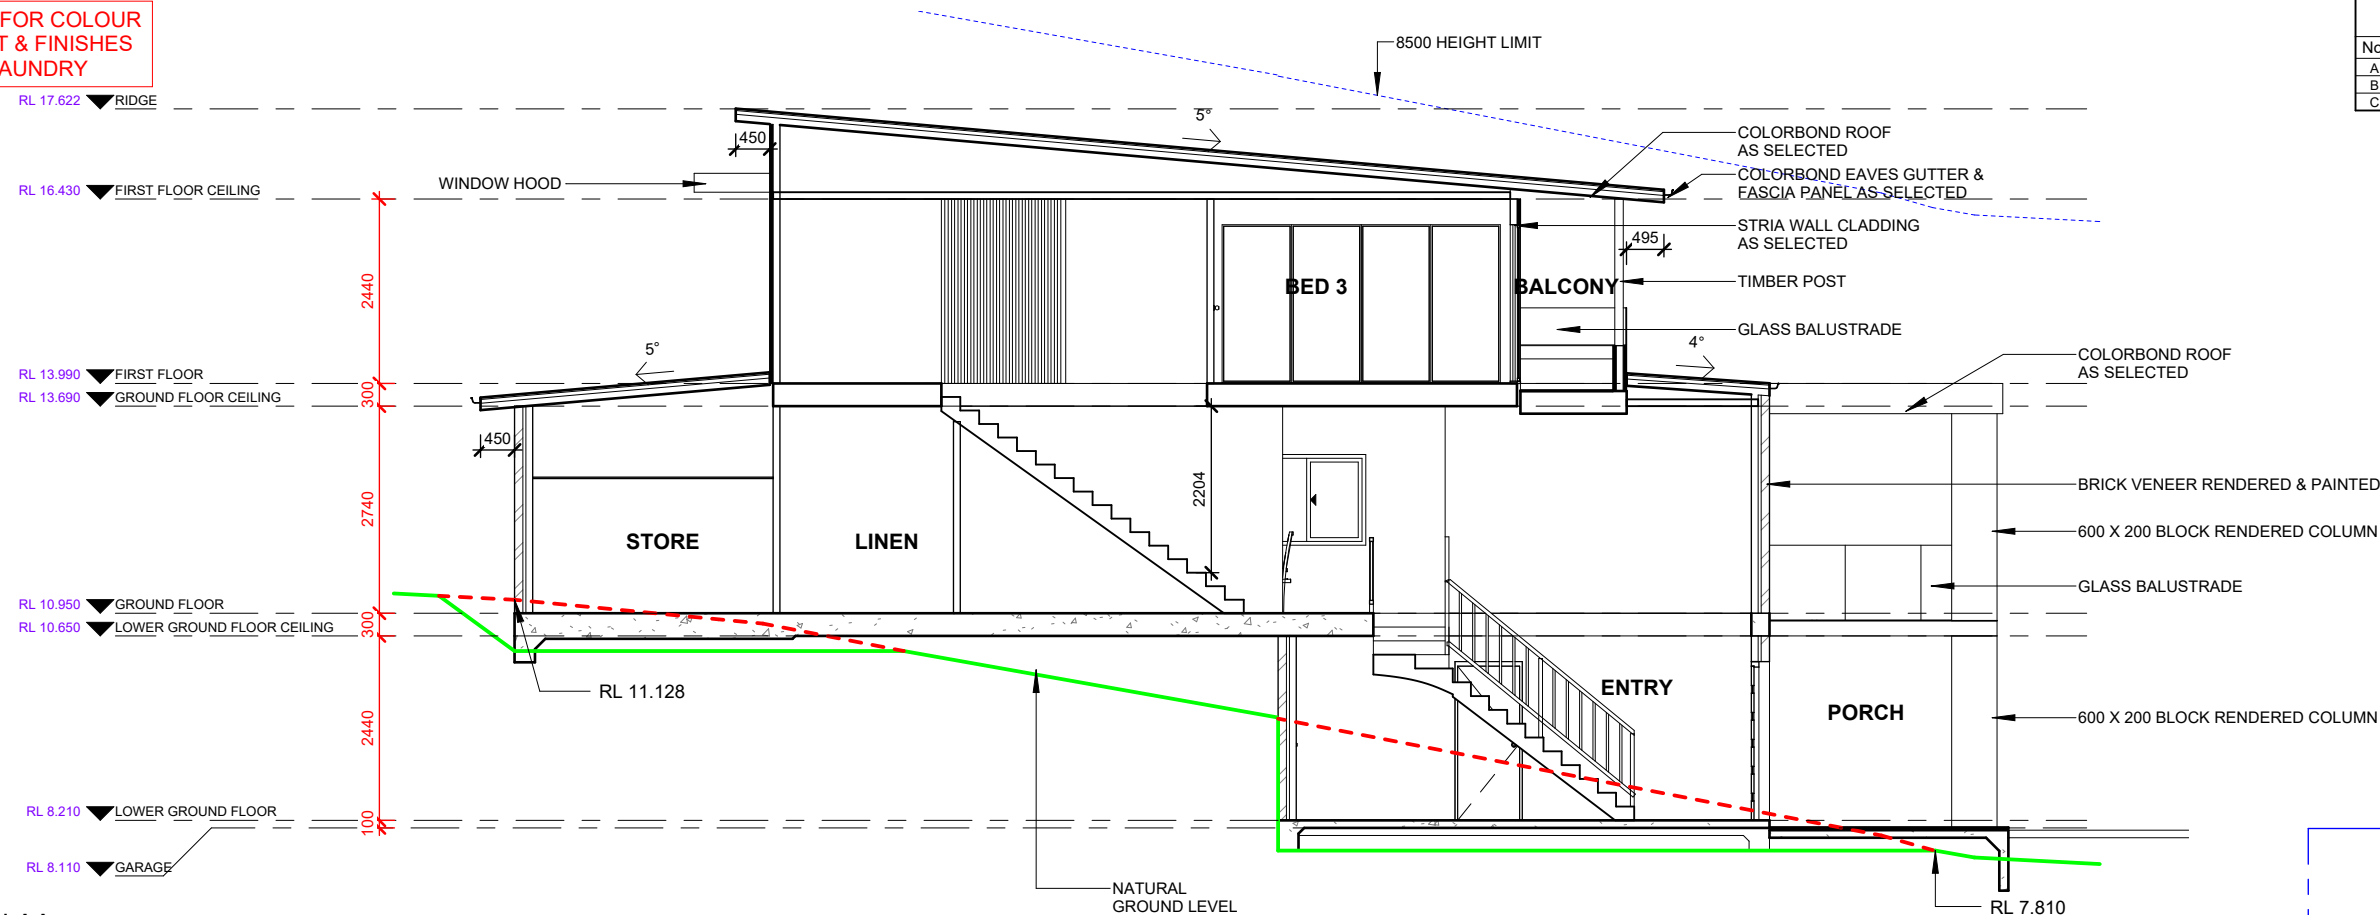 FOR COLOUR
& FINISHES
RL 17.622 RIDGE
RL 16.430 FIRST FLOOR CEILING
RL 13.990 FIRST FLOOR
RL 13.690 GROUND FLOOR CEILING
RL 10.950 GROUND FLOOR
RL 10.650 LOWER GROUND FLOOR CEILING
RL 8.210 LOWER GROUND FLOOR
RL 8.110 GARAGE
2440
300
2740
300
2440
100
8500 HEIGHT LIMIT
5°
450
WINDOW HOOD
COLORBOND ROOF
AS SELECTED
COLORBOND EAVES GUTTER &
FASCIA PANEL AS SELECTED
STRIA WALL CLADDING
AS SELECTED
495
TIMBER POST
GLASS BALUSTRADE
BED 3
BALCONY
5°
4°
COLORBOND ROOF
AS SELECTED
450
2204
STORE
LINEN
BRICK VENEER RENDERED & PAINTED
600 X 200 BLOCK RENDERED COLUMN
GLASS BALUSTRADE
RL 11.128
ENTRY
PORCH
600 X 200 BLOCK RENDERED COLUMN
NATURAL
GROUND LEVEL
RL 7.810
No
A
B
C